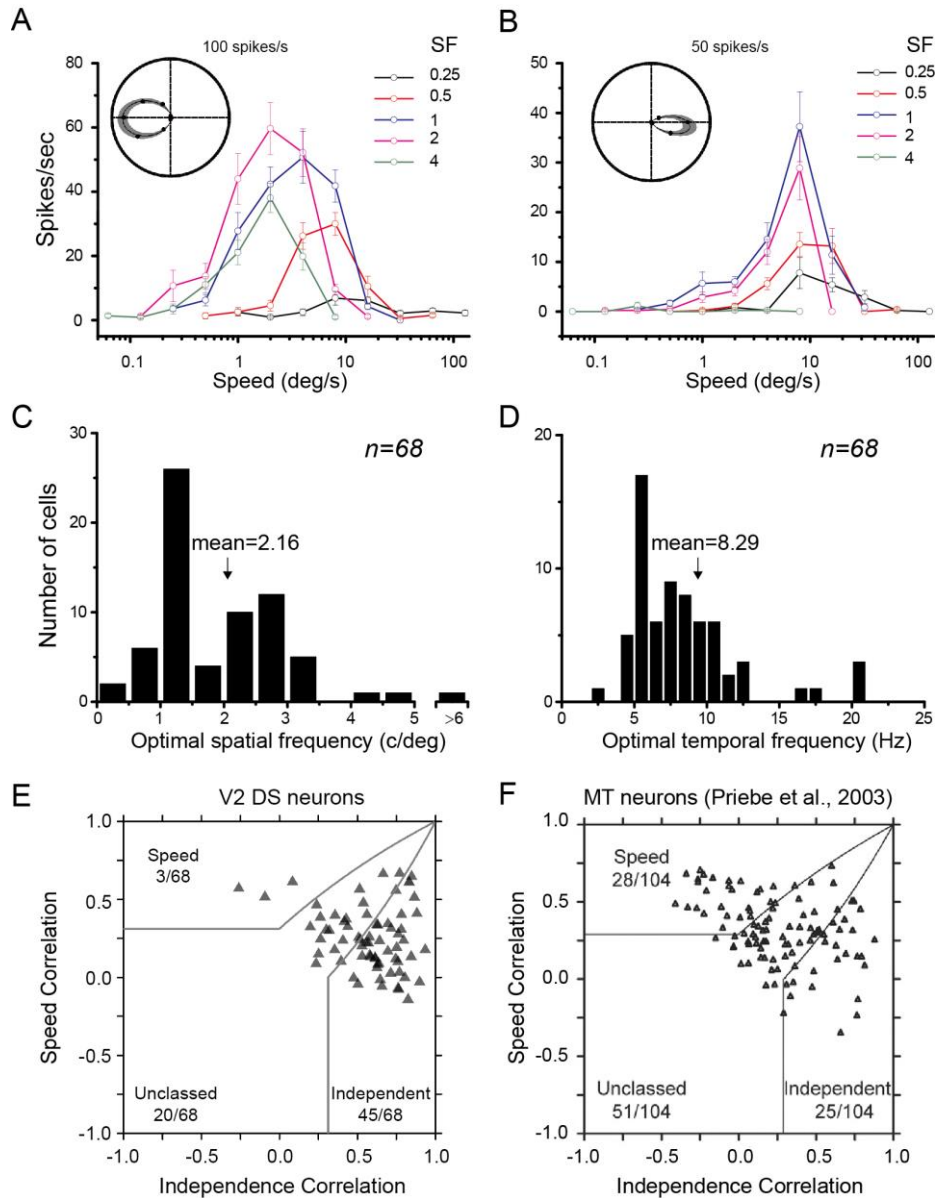 A
100 spikes/s
SF
0.25
0.5
1
2
4
80
60
40
20
0
Spikes/sec
0.1 1 10 100
Speed (deg/s)
B
50 spikes/s
SF
0.25
0.5
1
2
4
50
40
30
20
10
0
0.1 1 10 100
Speed (deg/s)
C
n=68
mean=2.16
30
20
10
0
Number of cells
0 1 2 3 4 5 >6
Optimal spatial frequency (c/deg)
D
n=68
mean=8.29
20
10
0
0 5 10 15 20 25
Optimal temporal frequency (Hz)
E
V2 DS neurons
1.0
0.5
0.0
-0.5
-1.0
Speed Correlation
Speed
3/68
Unclassed
20/68
Independent
45/68
-1.0 -0.5 0.0 0.5 1.0
Independence Correlation
F
MT neurons (Priebe et al., 2003)
1.0
0.5
0.0
-0.5
-1.0
Speed Correlation
Speed
28/104
Unclassed
51/104
Independent
25/104
-1.0 -0.5 0.0 0.5 1.0
Independence Correlation